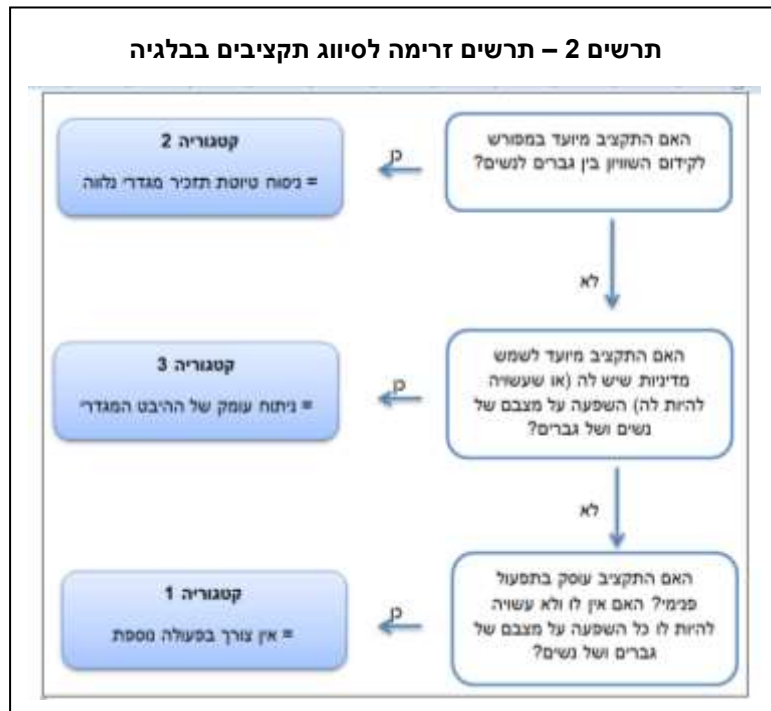 תרשים 2 – תרשים זרימה לסיווג תקציבים בבלגיה
האם התקציב מיועד במפורש
לקידום השוויון בין גברים לנשים?
כן
קטגוריה 2
= ניסוח טיוטת תזכיר מגדרי נלווה
לא
האם התקציב מיועד לשמש
מדיניות שיש לה (או שעשויה
להיות לה) השפעה על מצבם של
נשים ושל גברים?
כן
קטגוריה 3
= ניתוח עומק של ההיבט המגדרי
לא
האם התקציב עוסק בתפעול
פנימי? האם אין לו ולא עשויה
להיות לו כל השפעה על מצבם של
גברים ושל נשים?
כן
קטגוריה 1
= אין צורך בפעולה נוספת